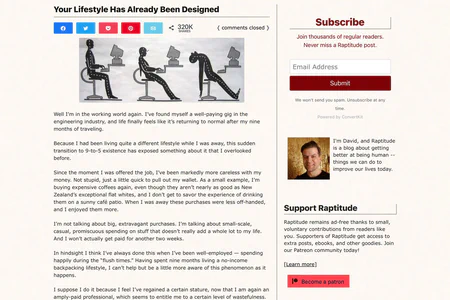 Your Lifestyle Has Already Been Designed
320K
SHARES
{ comments closed }
Well I'm in the working world again. I've found myself a well-paying gig in the
engineering industry, and life finally feels like it's returning to normal after my nine
months of traveling.
Because I had been living quite a different lifestyle while I was away, this sudden
transition to 9-to-5 existence has exposed something about it that I overlooked
before.
Since the moment I was offered the job, I've been markedly more careless with my
money. Not stupid, just a little quick to pull out my wallet. As a small example, I'm
buying expensive coffees again, even though they aren't nearly as good as New
Zealand's exceptional flat whites, and I don't get to savor the experience of drinking
them on a sunny café patio. When I was away these purchases were less off-handed,
and I enjoyed them more.
I'm not talking about big, extravagant purchases. I'm talking about small-scale,
casual, promiscuous spending on stuff that doesn't really add a whole lot to my life.
And I won't actually get paid for another two weeks.
In hindsight I think I've always done this when I've been well-employed — spending
happily during the "flush times." Having spent nine months living a no-income
backpacking lifestyle, I can't help but be a little more aware of this phenomenon as it
happens.
I suppose I do it because I feel I've regained a certain stature, now that I am again an
amply-paid professional, which seems to entitle me to a certain level of wastefulness.
Subscribe
Join thousands of regular readers.
Never miss a Raptitude post.
Email Address
Submit
We won't send you spam. Unsubscribe at any
time.
Powered by ConvertKit
I'm David, and Raptitude
is a blog about getting
better at being human --
things we can do to
improve our lives today.
Support Raptitude
Raptitude remains ad-free thanks to small,
voluntary contributions from readers like
you. Supporters of Raptitude get access to
extra posts, ebooks, and other goodies. Join
our Patreon community today!
[Learn more]
Become a patron